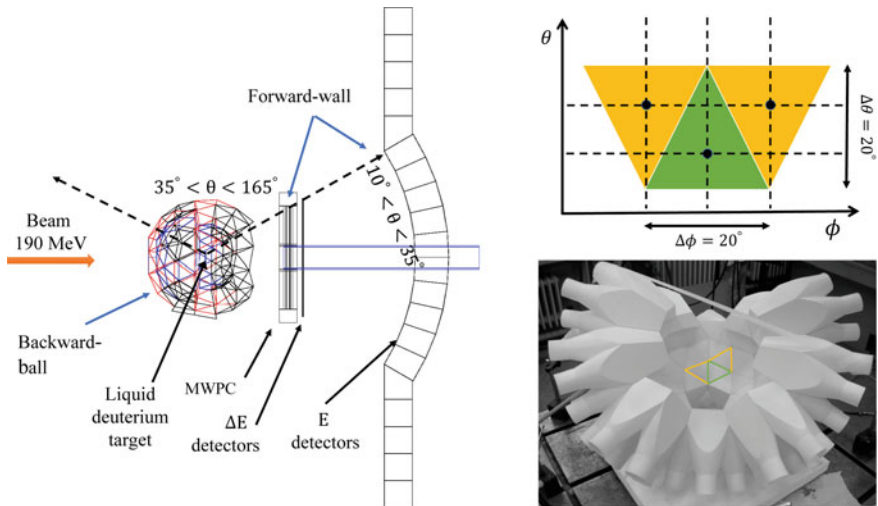 Forward-wall
35° < θ < 165°
10° < θ < 35°
Beam
190 MeV
Backward-
ball
Liquid
deuterium
target
MWPC
ΔE
detectors
E
detectors
θ
Δθ = 20°
Δϕ = 20°
ϕ